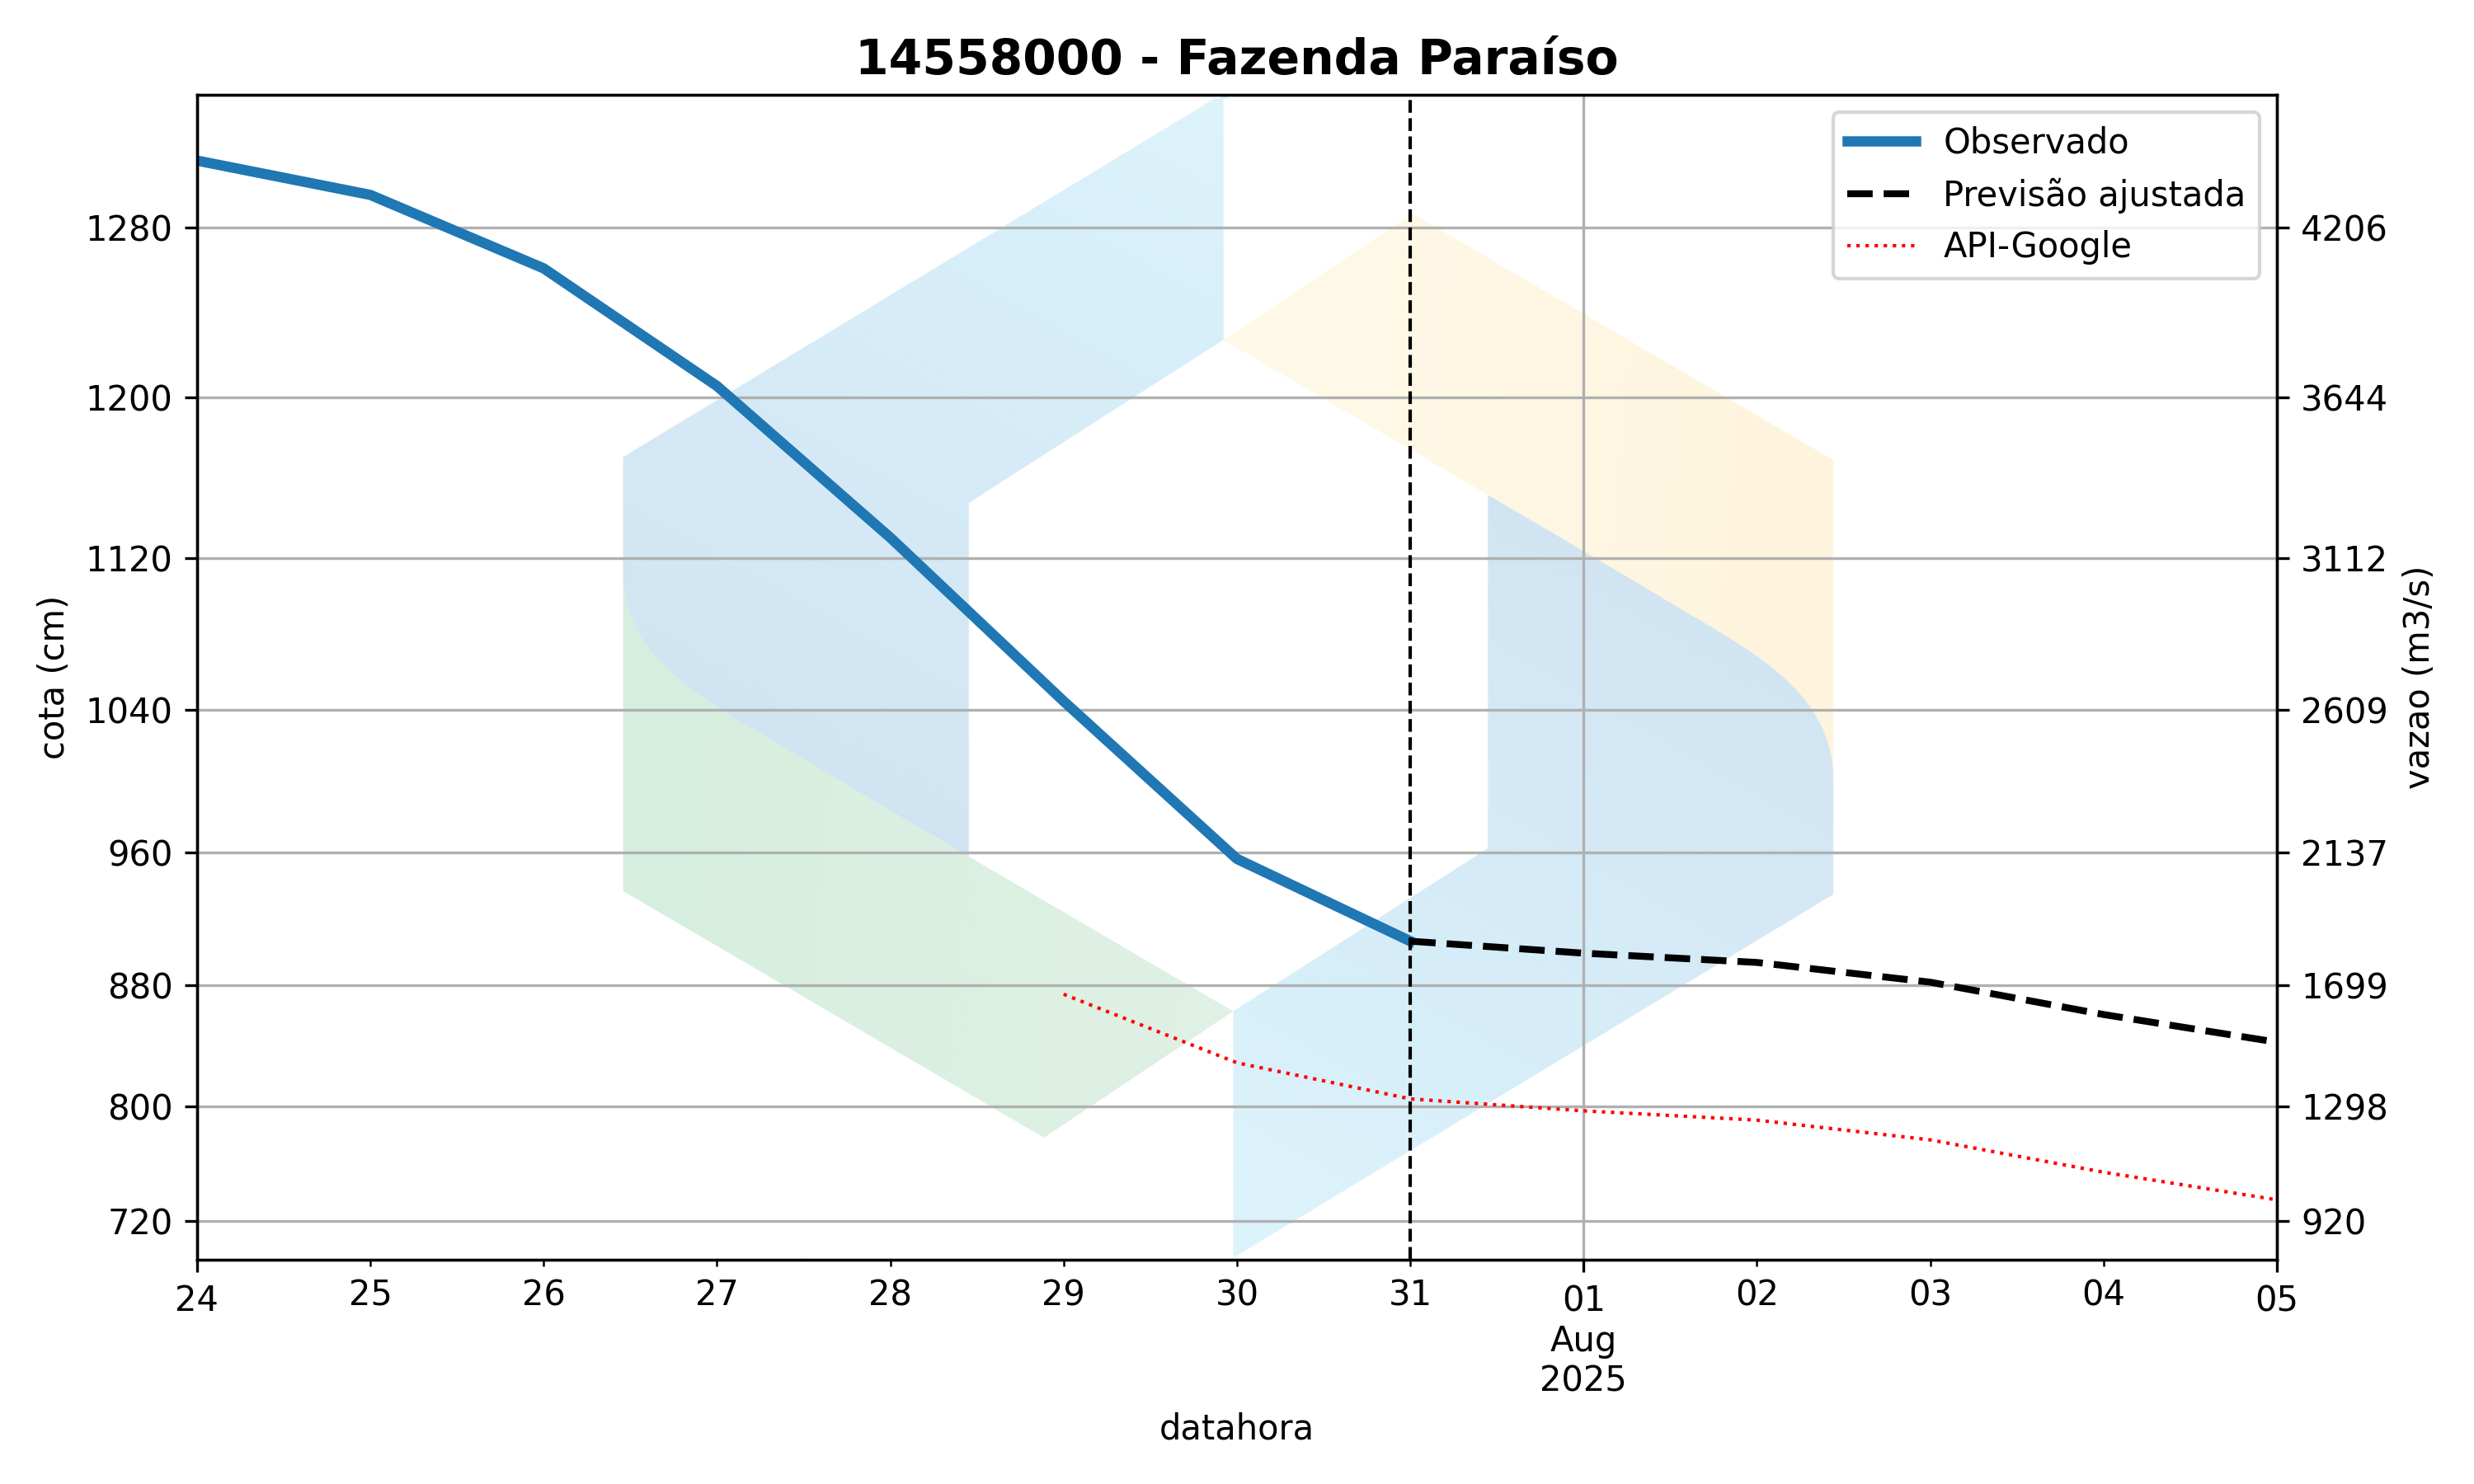 14558000 - Fazenda Paraíso
Observado
Previsão ajustada
API-Google
cota (cm)
1280
1200
1120
1040
960
880
800
720
4206
3644
3112
2609
2137
1699
1298
920
vazao (m3/s)
24 25 26 27 28 29 30 31 01 02 03 04 05
Aug
2025
datahora